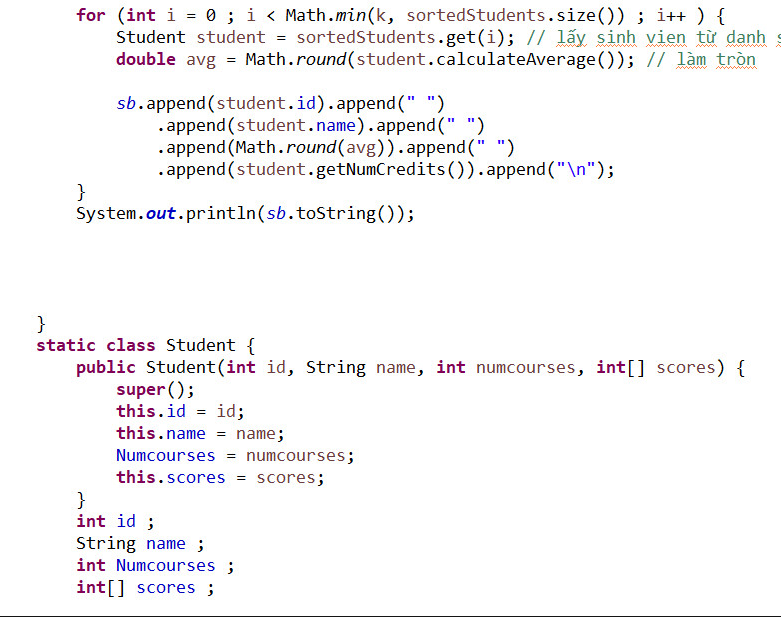 for (int i = 0 ; i < Math.min(k, sortedStudents.size()) ; i++ ) {
Student student = sortedStudents.get(i); // lấy sinh vien từ danh
double avg = Math.round(student.calculateAverage()); // làm tròn
sb.append(student.id).append(" ")
.append(student.name).append(" ")
.append(Math.round(avg)).append(" ")
.append(student.getNumCredits()).append("\n");
}
System.out.println(sb.toString());
}
static class Student {
public Student(int id, String name, int numcourses, int[] scores) {
super();
this.id = id;
this.name = name;
Numcourses = numcourses;
this.scores = scores;
}
int id ;
String name ;
int Numcourses ;
int[] scores ;